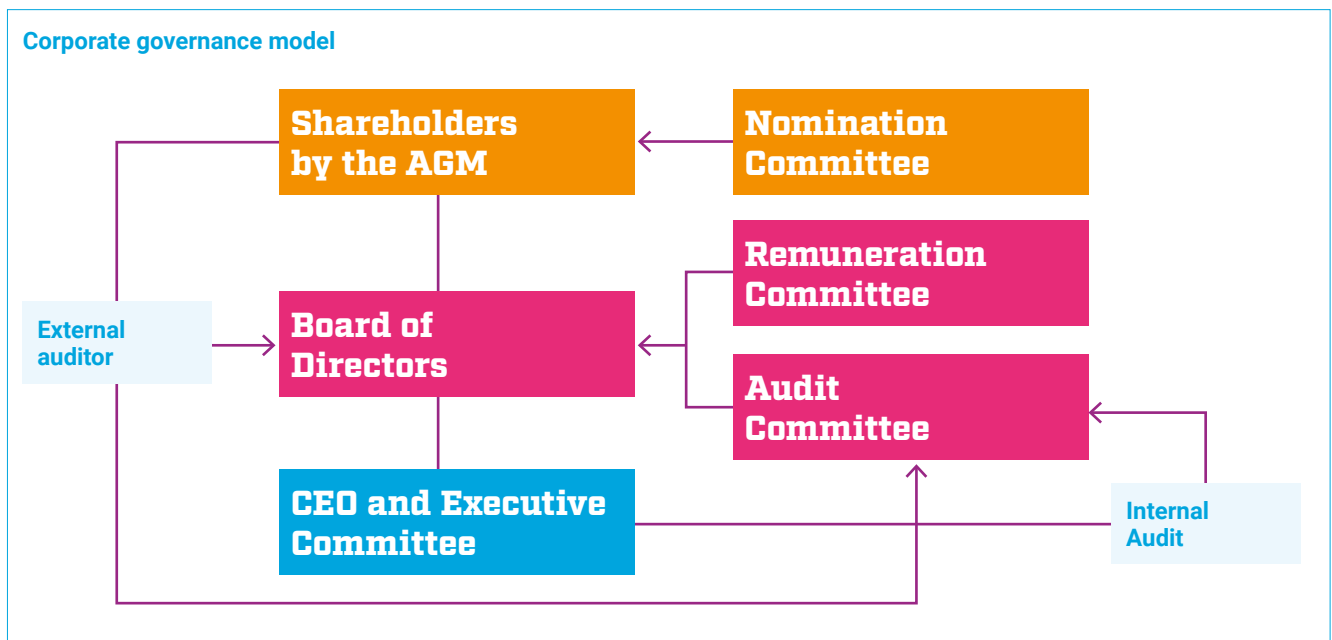 Corporate governance model
Shareholders
by the AGM
Nomination
Committee
Remuneration
Committee
External
auditor
Board of
Directors
Audit
Committee
CEO and Executive
Committee
Internal
Audit